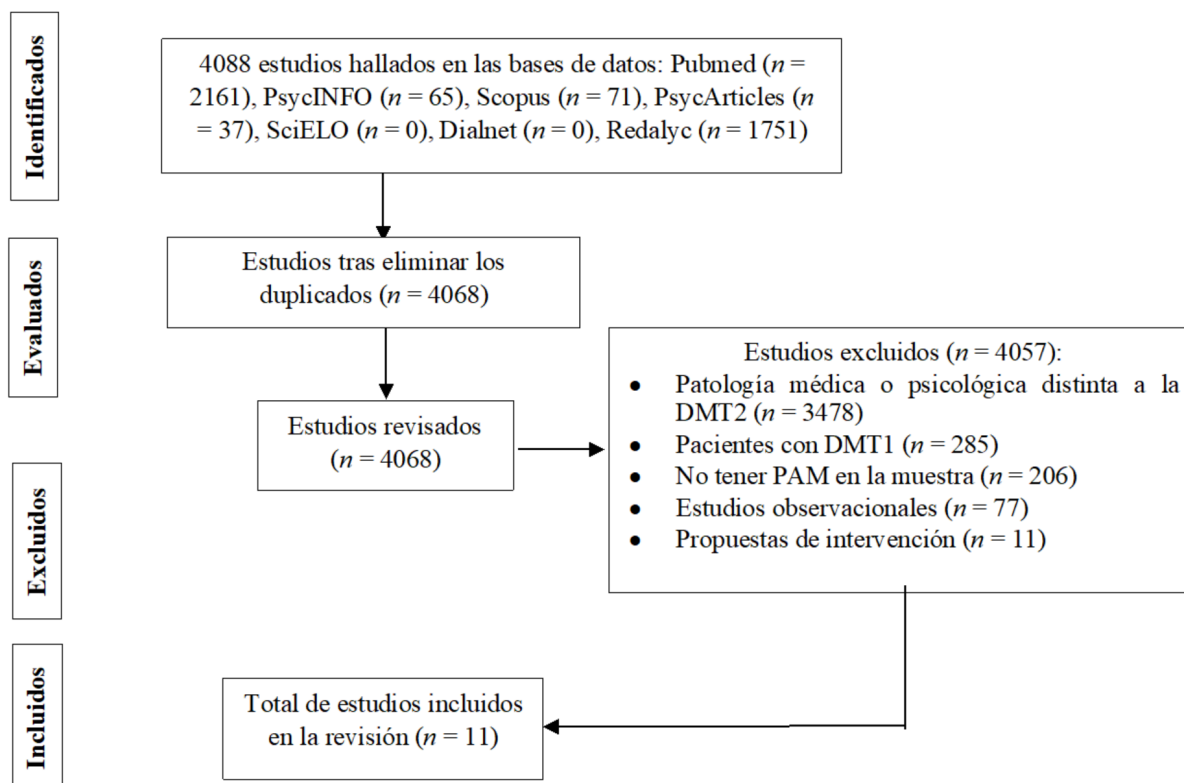 Identificados
4088 estudios hallados en las bases de datos: Pubmed (n =
2161), PsycINFO (n = 65), Scopus (n = 71), PsycArticles (n
= 37), SciELO (n = 0), Dialnet (n = 0), Redalyc (n = 1751)
Evaluados
Estudios tras eliminar los
duplicados (n = 4068)
Estudios revisados
(n = 4068)
Excluidos
Estudios excluidos (n = 4057):
● Patología médica o psicológica distinta a la
DMT2 (n = 3478)
● Pacientes con DMT1 (n = 285)
● No tener PAM en la muestra (n = 206)
● Estudios observacionales (n = 77)
● Propuestas de intervención (n = 11)
Incluidos
Total de estudios incluidos
en la revisión (n = 11)